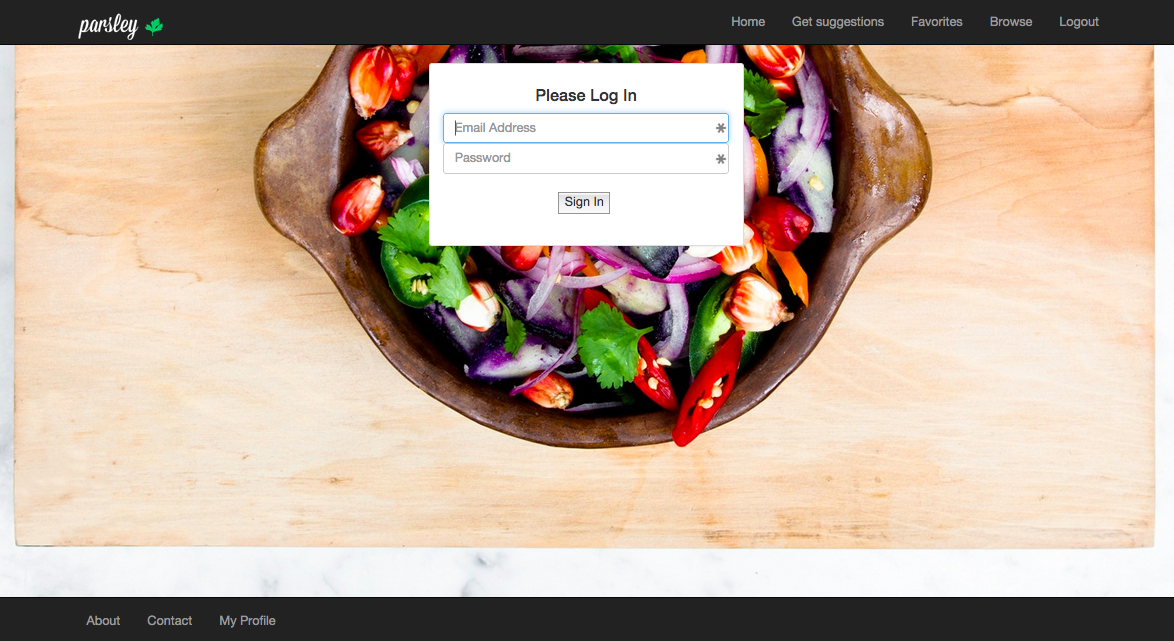 parsley
Home Get suggestions Favorites Browse Logout
Please Log In
Email Address *
Password *
Sign In
About Contact My Profile